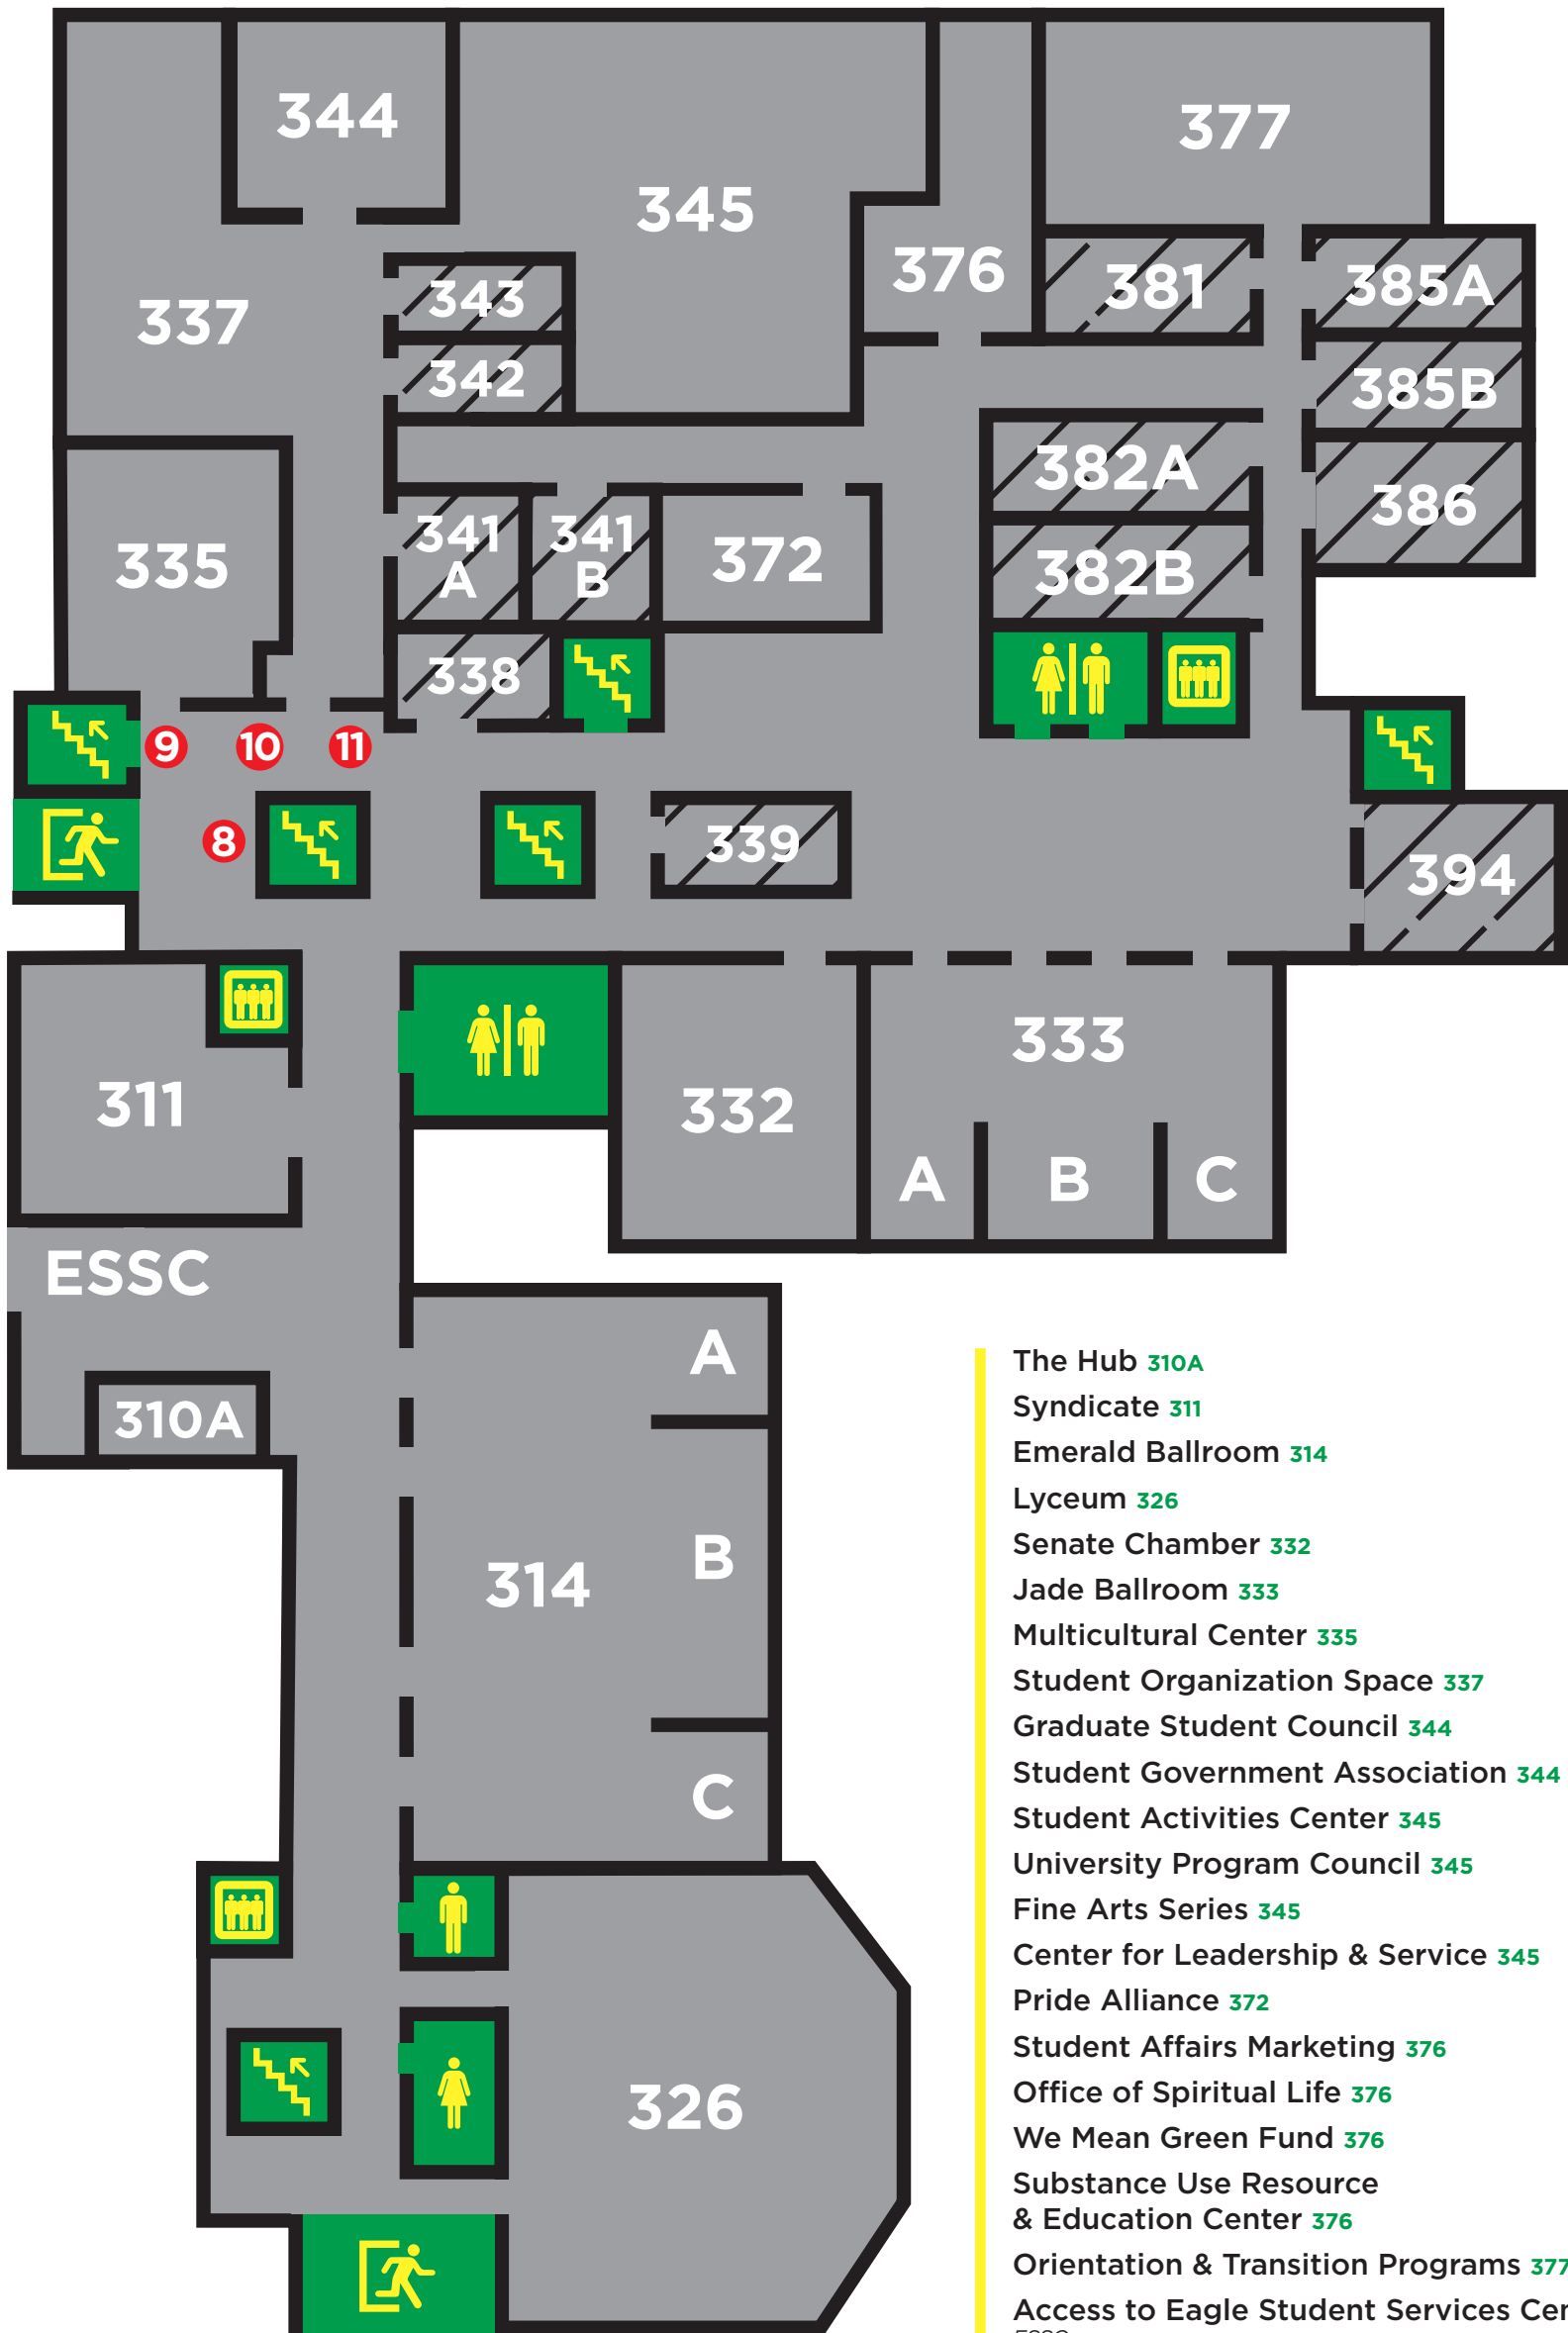 344
377
345
376
381
385A
343
337
342
385B
382A
386
341
A
341
B
372
335
382B
338
9
10
11
8
339
394
333
311
332
A
B
C
ESSC
A
310A
B
314
C
326
The Hub 310A
Syndicate 311
Emerald Ballroom 314
Lyceum 326
Senate Chamber 332
Jade Ballroom 333
Multicultural Center 335
Student Organization Space 337
Graduate Student Council 344
Student Government Association 344
Student Activities Center 345
University Program Council 345
Fine Arts Series 345
Center for Leadership & Service 345
Pride Alliance 372
Student Affairs Marketing 376
Office of Spiritual Life 376
We Mean Green Fund 376
Substance Use Resource
& Education Center 376
Orientation & Transition Programs 377
Access to Eagle Student Services Cen